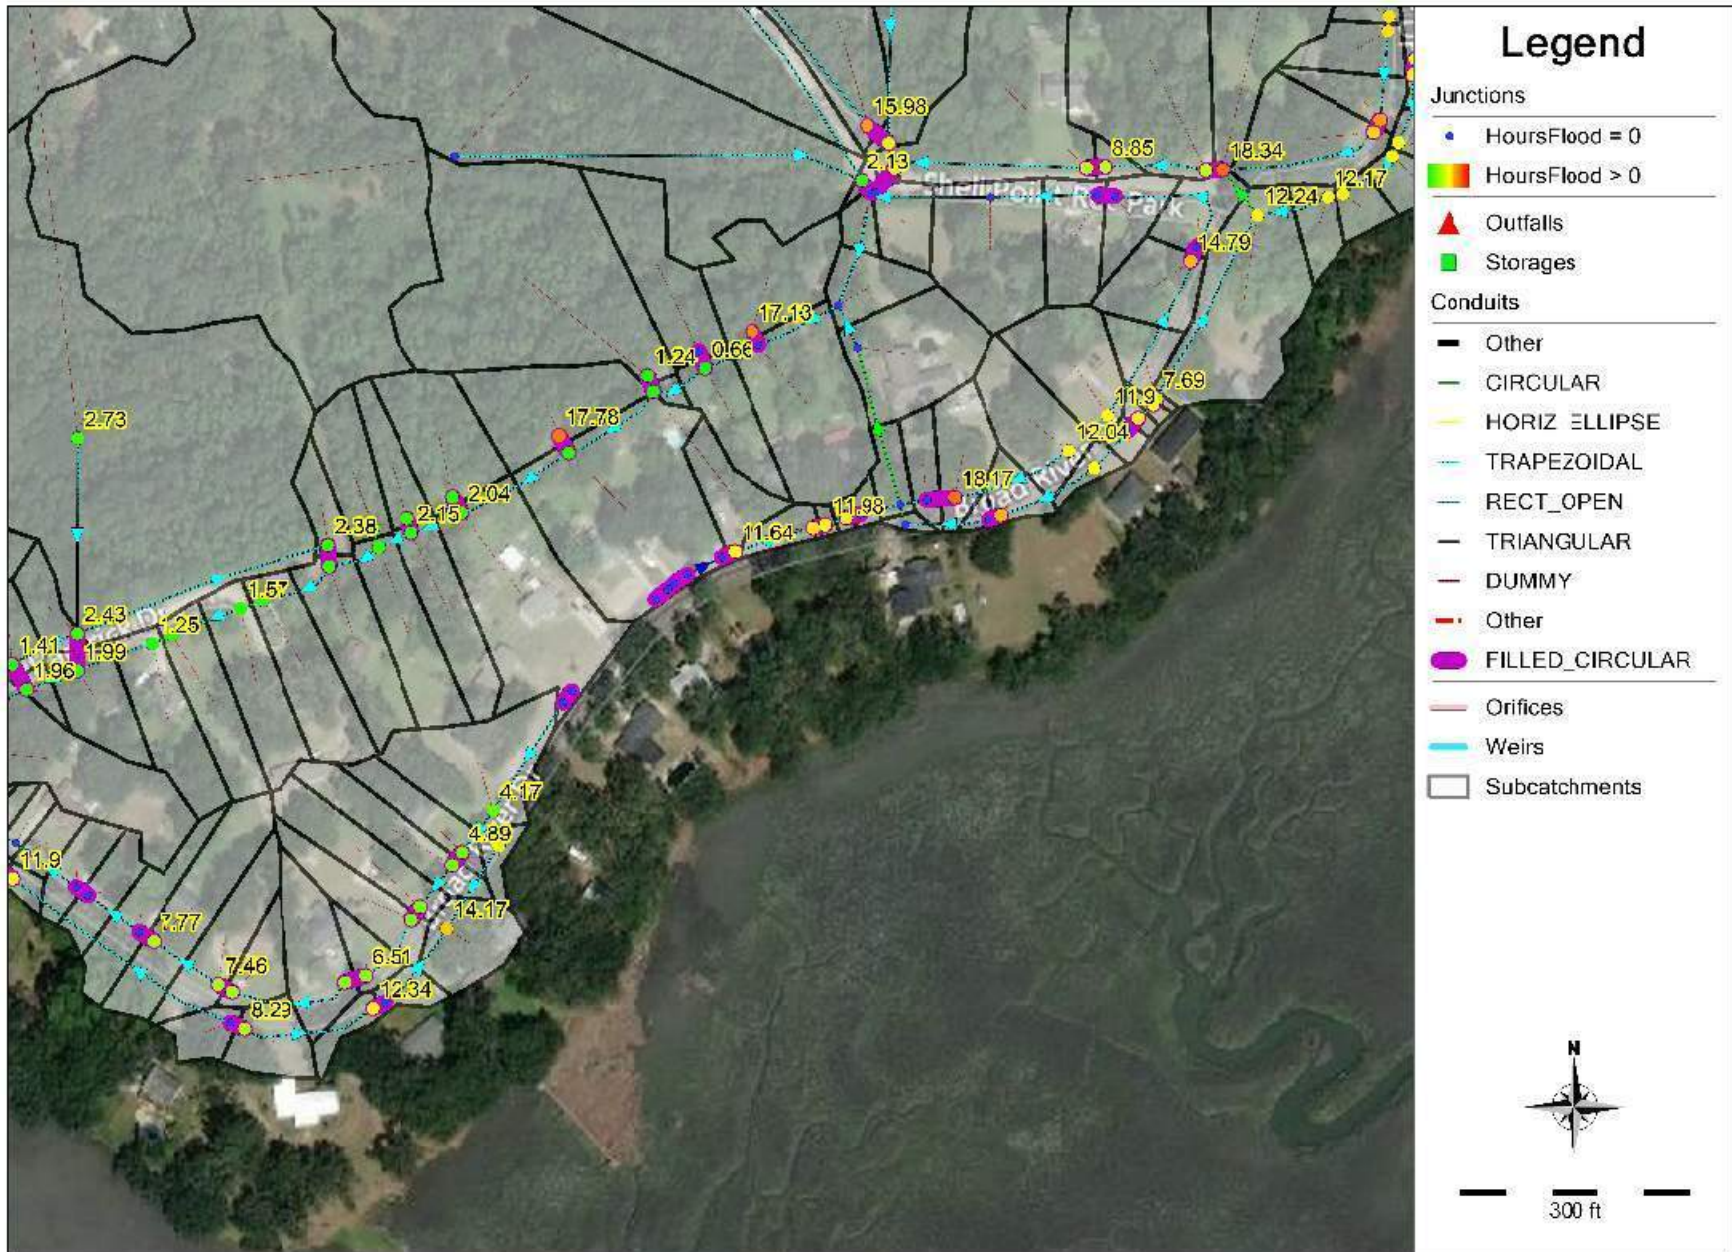 Legend
Junctions
HoursFlood = 0
HoursFlood > 0
Outfalls
Storages
Conduits
Other
CIRCULAR
HORIZ_ELLIPSE
TRAPEZOIDAL
RECT_OPEN
TRIANGULAR
DUMMY
Other
FILLED_CIRCULAR
Orifices
Weirs
Subcatchments
N
300 ft
15.98
2.13
8.85
18.34
12.17
12.24
Shell Point Rec Park
14.79
17.13
0.66
1.24
7.69
11.9
17.78
12.04
2.73
18.17
Broad River
2.04
2.15
11.98
2.38
11.64
1.57
2.43
1.25
1.41
1.99
1.96
4.17
4.89
11.9
14.17
7.77
6.51
7.46
12.34
8.29